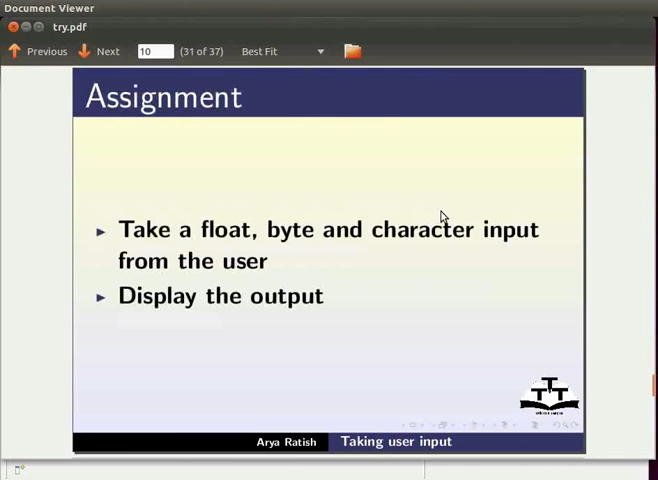 Document Viewer
try.pdf
Previous Next 10 (31 of 37) Best Fit
Assignment
Take a float, byte and character input
from the user
Display the output
Arya Ratish Taking user input